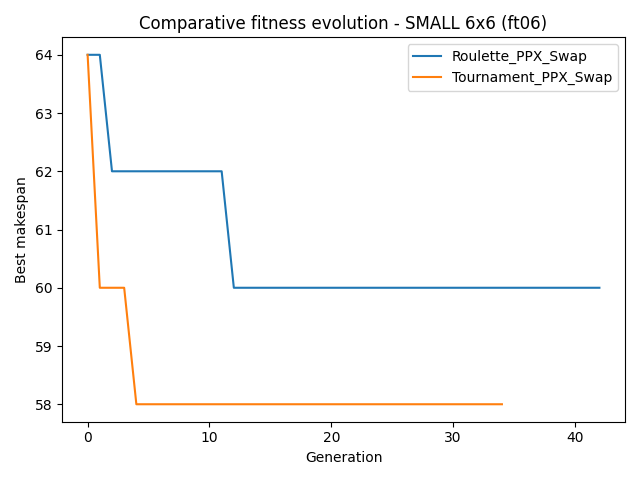 Comparative fitness evolution - SMALL 6x6 (ft06)
Roulette_PPX_Swap
Tournament_PPX_Swap
Best makespan
64
63
62
61
60
59
58
0 10 20 30 40
Generation